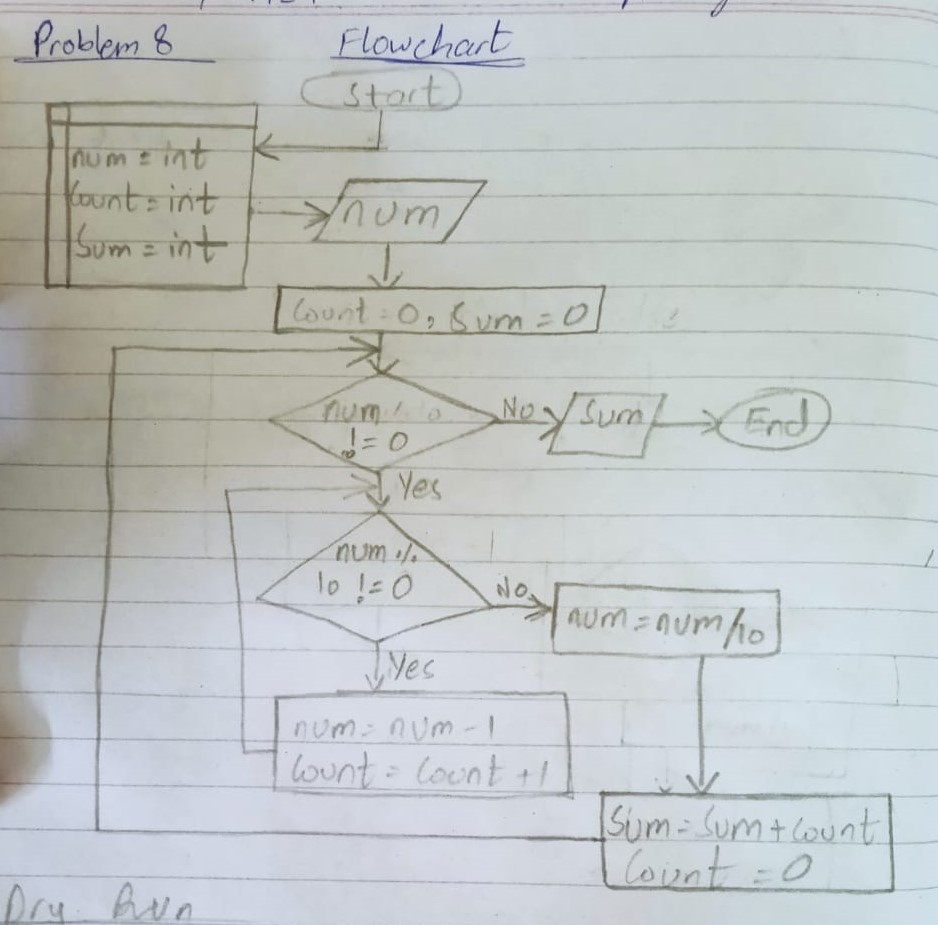 Problem 8
Flowchart
Start
num = int
Count = int
Sum = int
num
Count = 0, Sum = 0
num % 10
!= 0
No
Sum
End
Yes
num %
10 != 0
No
num = num/10
Yes
num = num - 1
Count = Count + 1
Sum = Sum + Count
Count = 0
Dry Run